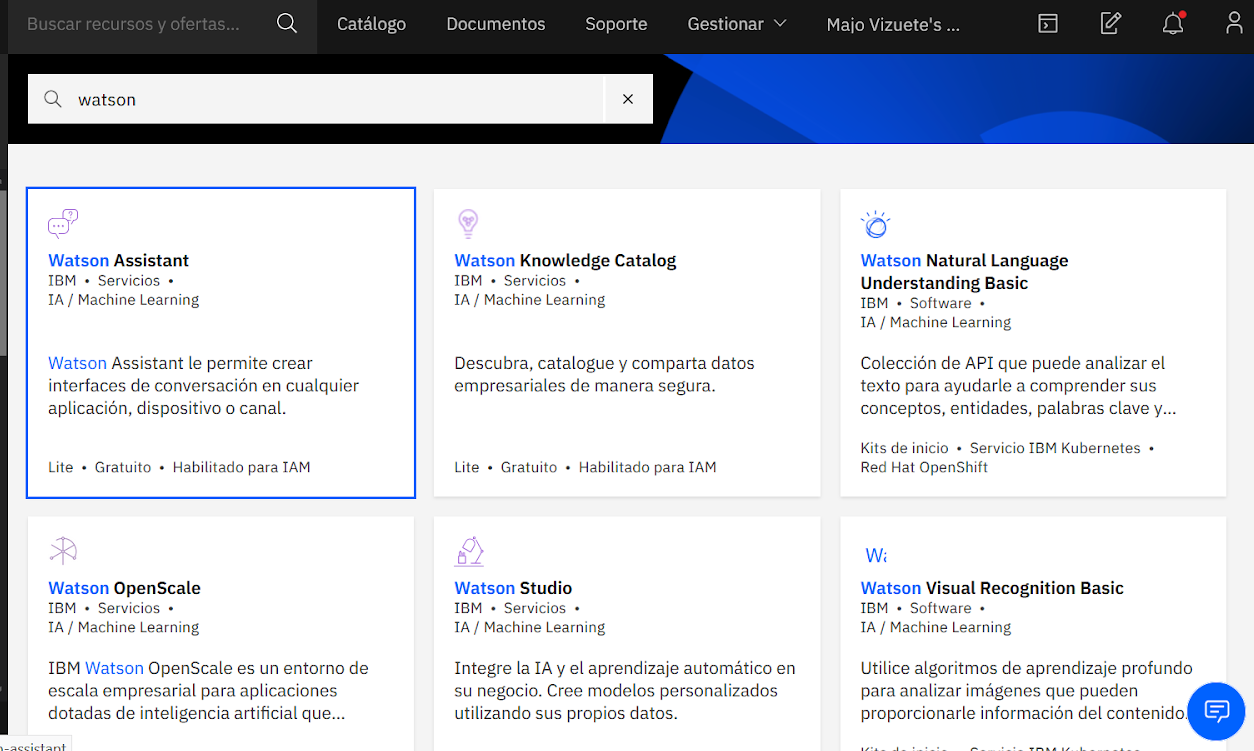 Buscar recursos y ofertas...
Catálogo
Documentos
Soporte
Gestionar
Majo Vizuete's ...
watson
Watson Assistant
IBM • Servicios •
IA / Machine Learning
Watson Assistant le permite crear
interfaces de conversación en cualquier
aplicación, dispositivo o canal.
Lite • Gratuito • Habilitado para IAM
Watson Knowledge Catalog
IBM • Servicios •
IA / Machine Learning
Descubra, catalogue y comparta datos
empresariales de manera segura.
Lite • Gratuito • Habilitado para IAM
Watson Natural Language
Understanding Basic
IBM • Software •
IA / Machine Learning
Colección de API que puede analizar el
texto para ayudarle a comprender sus
conceptos, entidades, palabras clave y...
Kits de inicio • Servicio IBM Kubernetes •
Red Hat OpenShift
Watson OpenScale
IBM • Servicios •
IA / Machine Learning
IBM Watson OpenScale es un entorno de
escala empresarial para aplicaciones
dotadas de inteligencia artificial que...
Watson Studio
IBM • Servicios •
IA / Machine Learning
Integre la IA y el aprendizaje automático en
su negocio. Cree modelos personalizados
utilizando sus propios datos.
Wa
Watson Visual Recognition Basic
IBM • Software •
IA / Machine Learning
Utilice algoritmos de aprendizaje profundo
para analizar imágenes que pueden
proporcionarle información del contenido
Kits de inicio • Servicio IBM Kubernetes •
-assistant